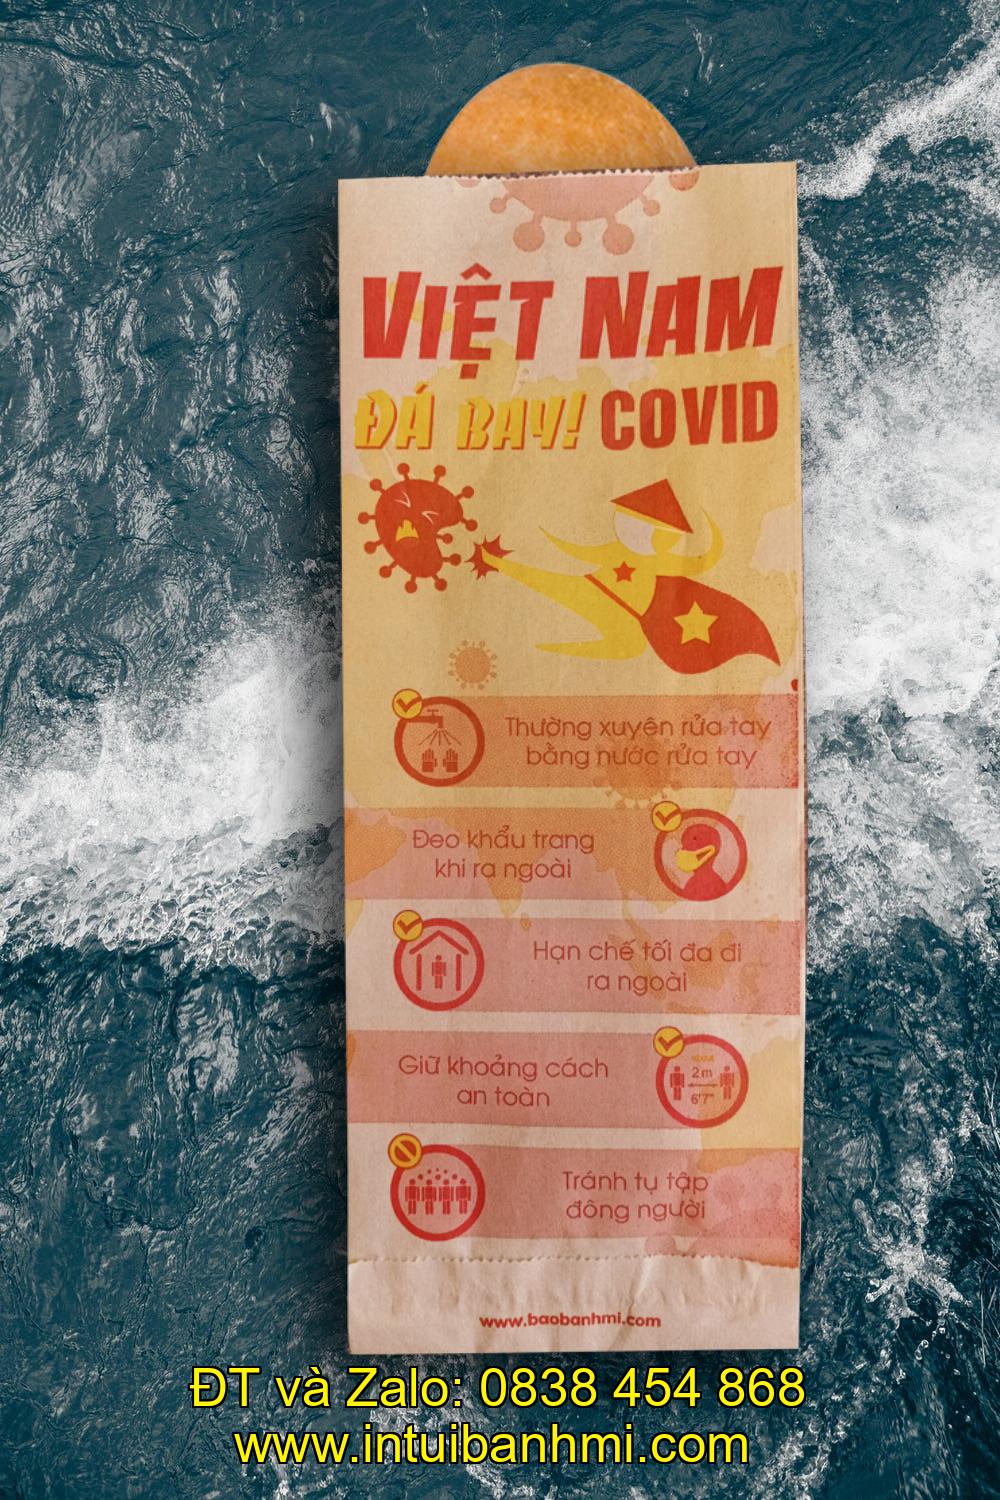 VIỆT NAM
ĐÁ BAY! COVID
Thường xuyên rửa tay
bằng nước rửa tay
Đeo khẩu trang
khi ra ngoài
Hạn chế tối đa đi
ra ngoài
Giữ khoảng cách
an toàn
2m
6'7"
Tránh tụ tập
đông người
www.baobanhmi.com
ĐT và Zalo: 0838 454 868
www.intuibanhmi.com